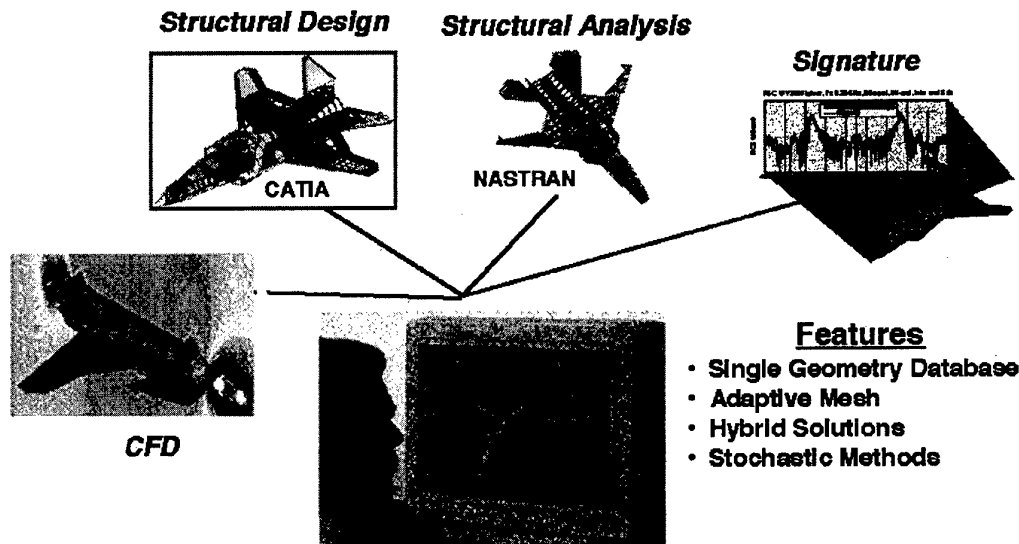 Structural Design
Structural Analysis
Signature
CATIA
NASTRAN
CFD
Features
• Single Geometry Database
• Adaptive Mesh
• Hybrid Solutions
• Stochastic Methods